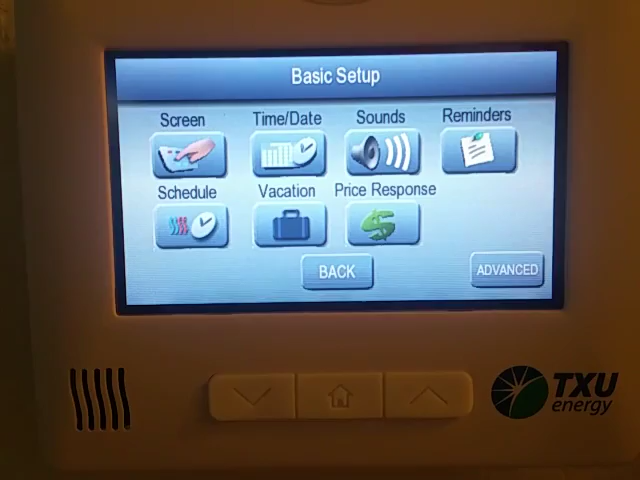 Basic Setup
Screen Time/Date Sounds Reminders
Schedule Vacation Price Response
BACK ADVANCED
TXU
energy